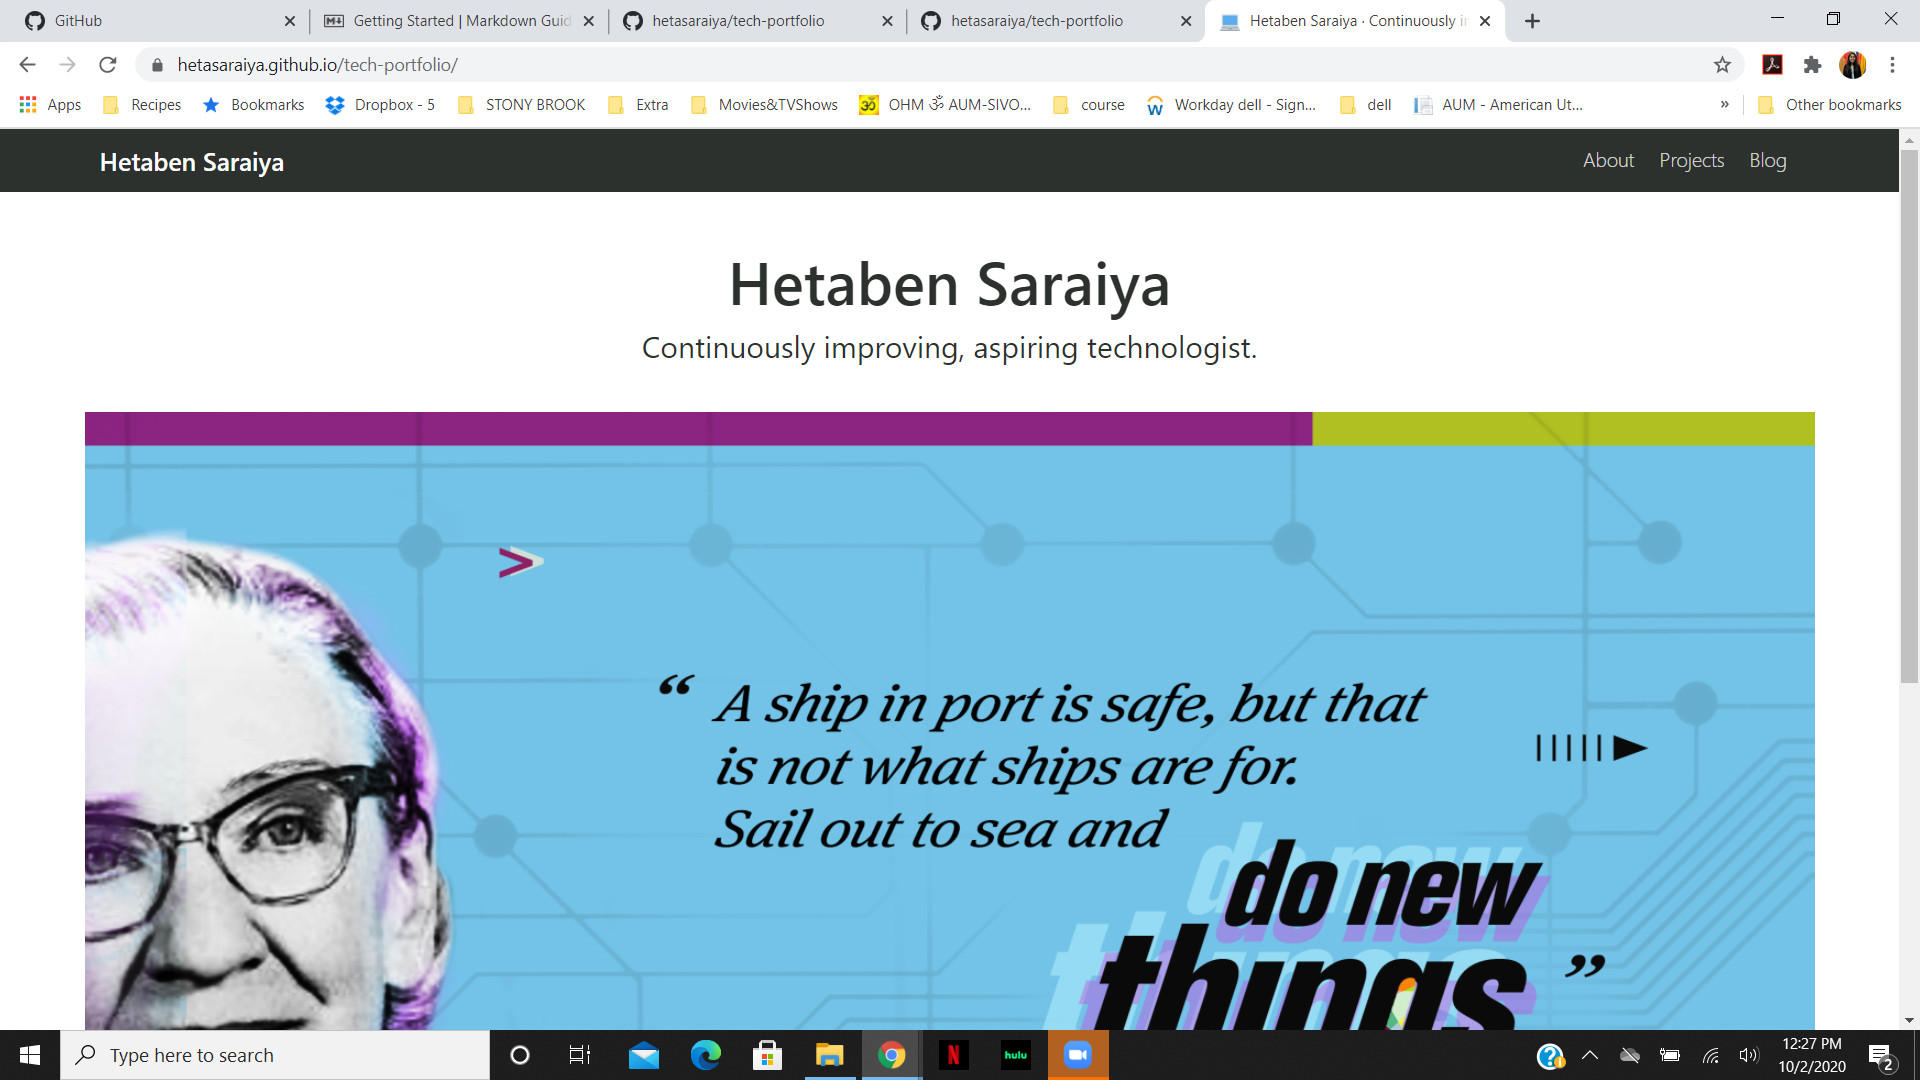 GitHub
Getting Started | Markdown Guid
hetasaraiya/tech-portfolio
hetasaraiya/tech-portfolio
Hetaben Saraiya · Continuously i
hetasaraiya.github.io/tech-portfolio/
Apps
Recipes
Bookmarks
Dropbox - 5
STONY BROOK
Extra
Movies&TVShows
OHM ॐ AUM-SIVO...
course
Workday dell - Sign...
dell
AUM - American Ut...
»
Other bookmarks
Hetaben Saraiya
About
Projects
Blog
Hetaben Saraiya
Continuously improving, aspiring technologist.
>
“ A ship in port is safe, but that
is not what ships are for.
Sail out to sea and
do new
things ”
Type here to search
hulu
12:27 PM
10/2/2020
2